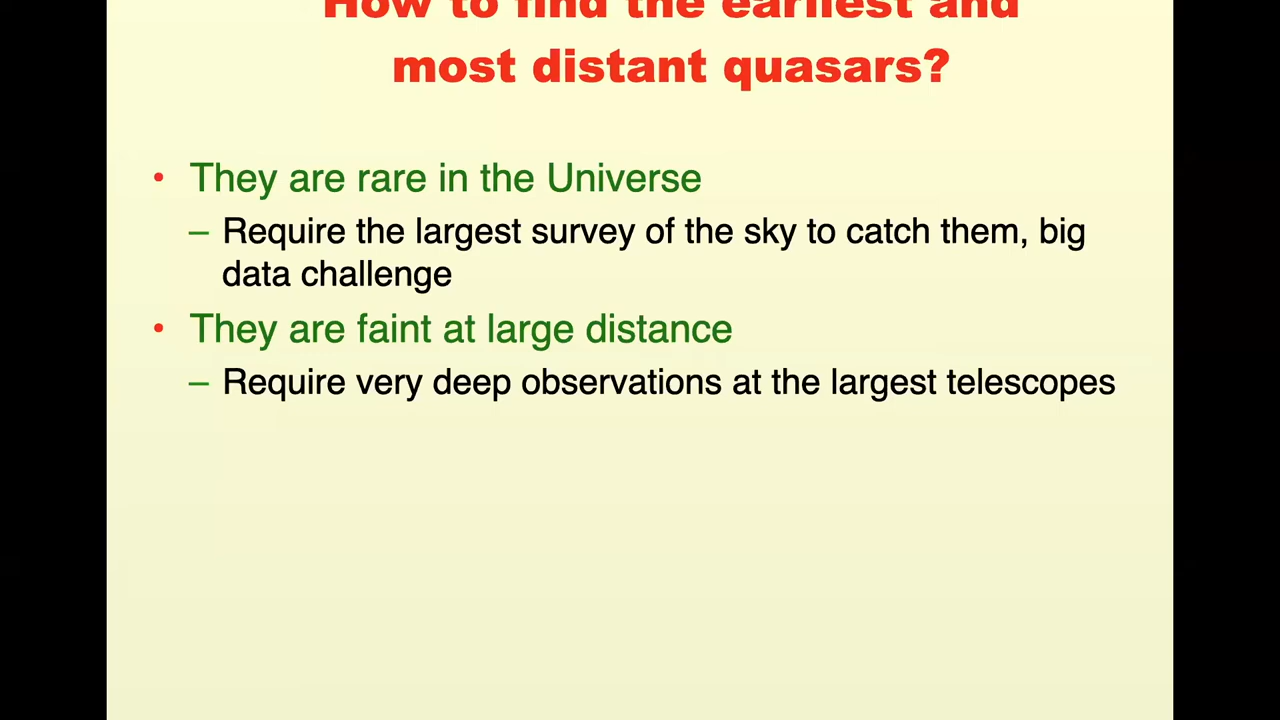 How to find the earliest and
most distant quasars?
• They are rare in the Universe
– Require the largest survey of the sky to catch them, big
data challenge
• They are faint at large distance
– Require very deep observations at the largest telescopes